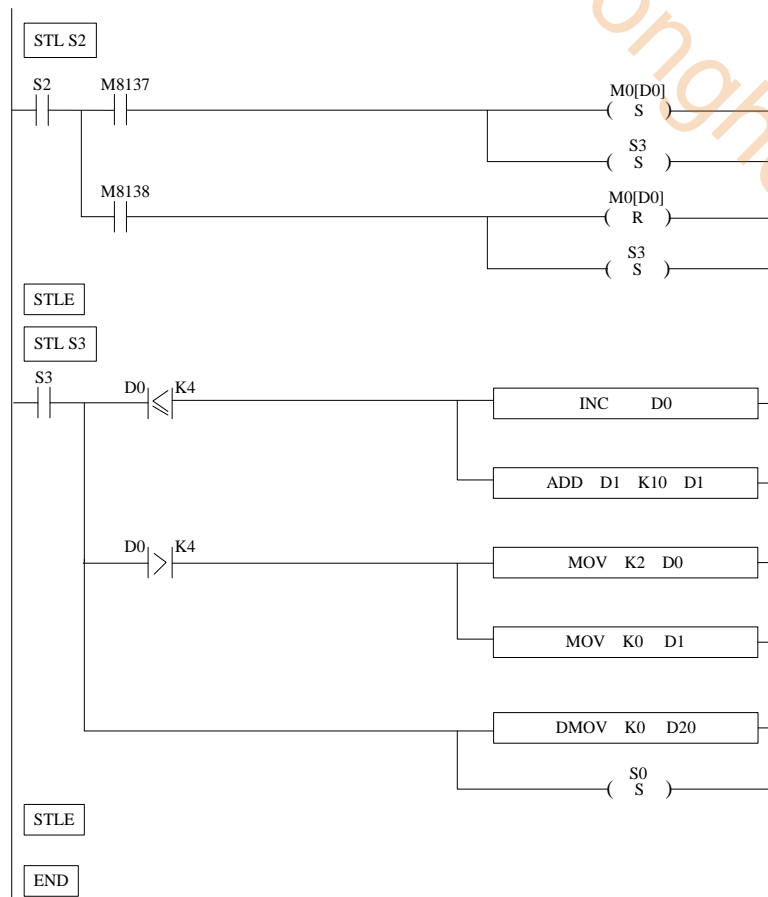 STL S2
S2 M8137 M0[D0]
( S )
S3
( S )
M8138 M0[D0]
( R )
S3
( S )
STLE
STL S3
S3 D0 ≤ K4
INC D0
ADD D1 K10 D1
D0 > K4
MOV K2 D0
MOV K0 D1
DMOV K0 D20
S0
( S )
STLE
END